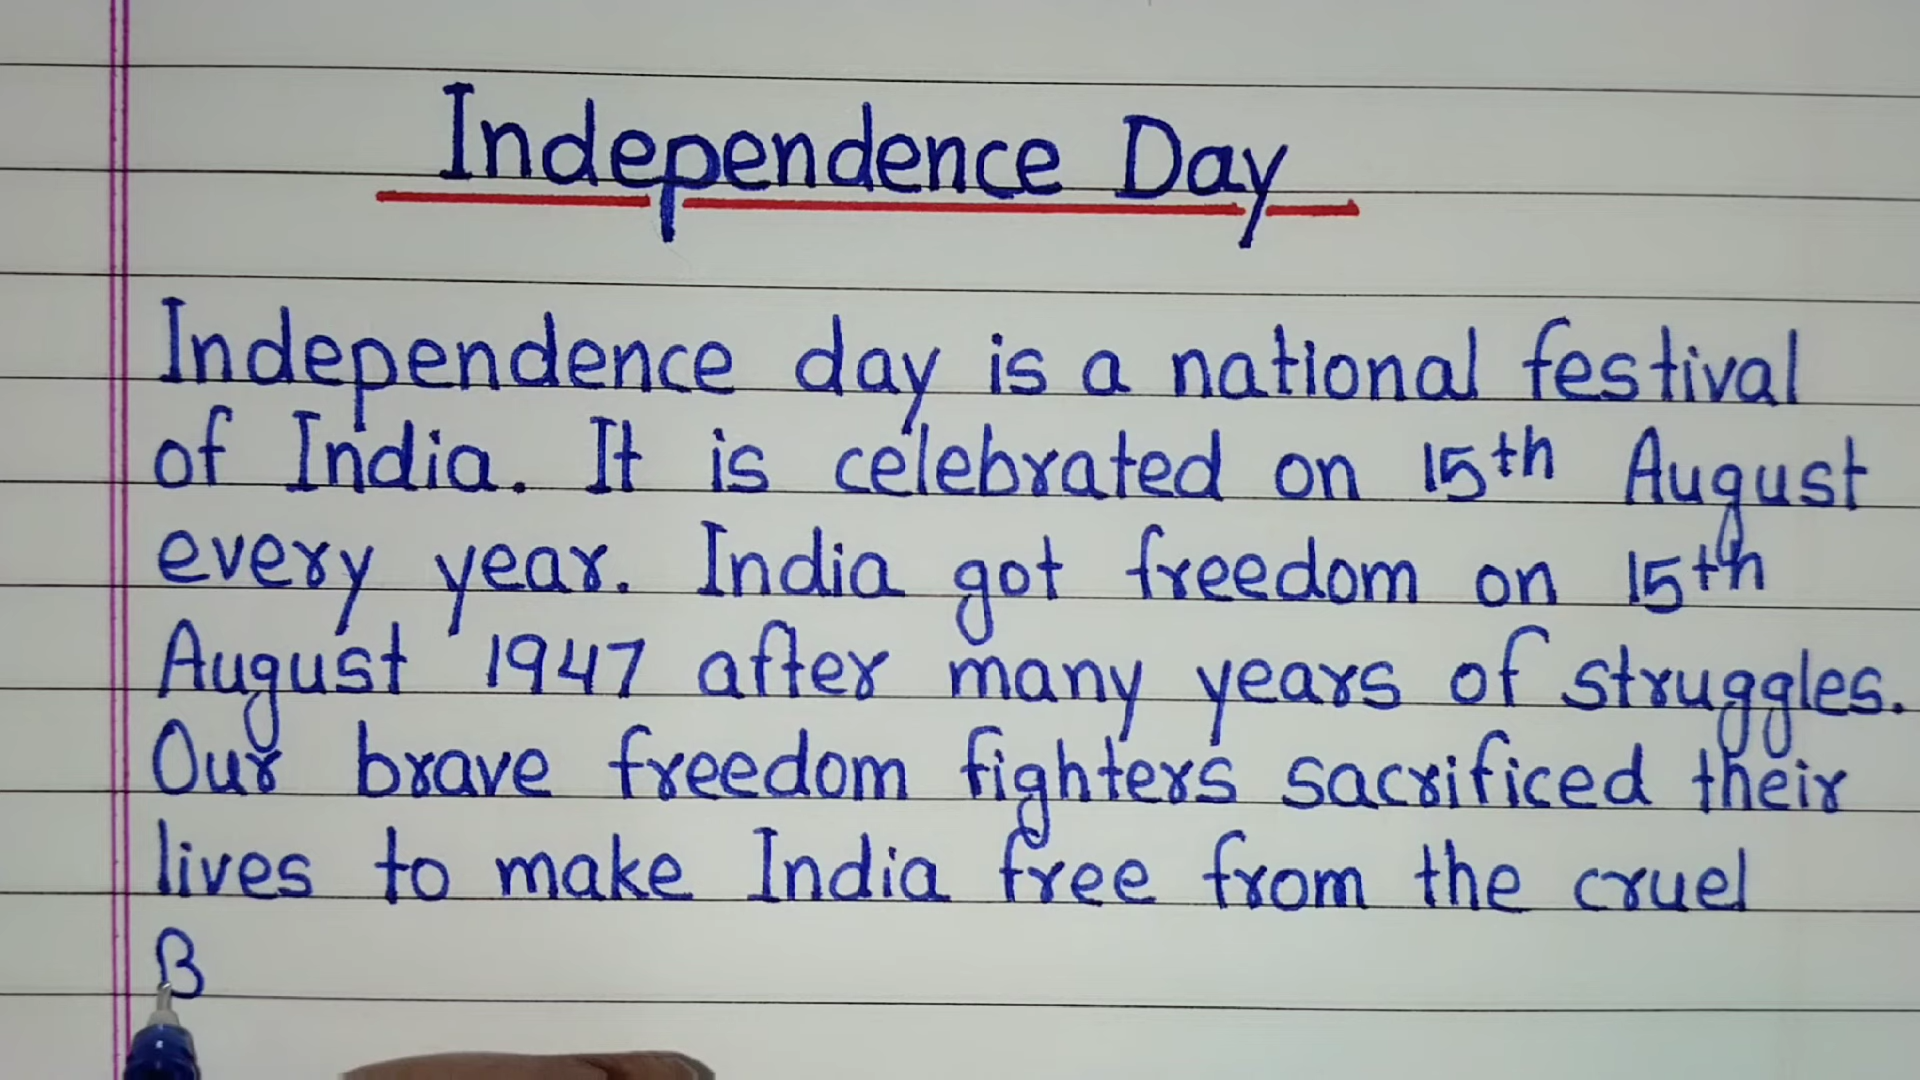 Independence Day
Independence day is a national festival
of India. It is celebrated on 15th August
every year. India got freedom on 15th
August 1947 after many years of struggles.
Our brave freedom fighters sacrificed their
lives to make India free from the cruel
B